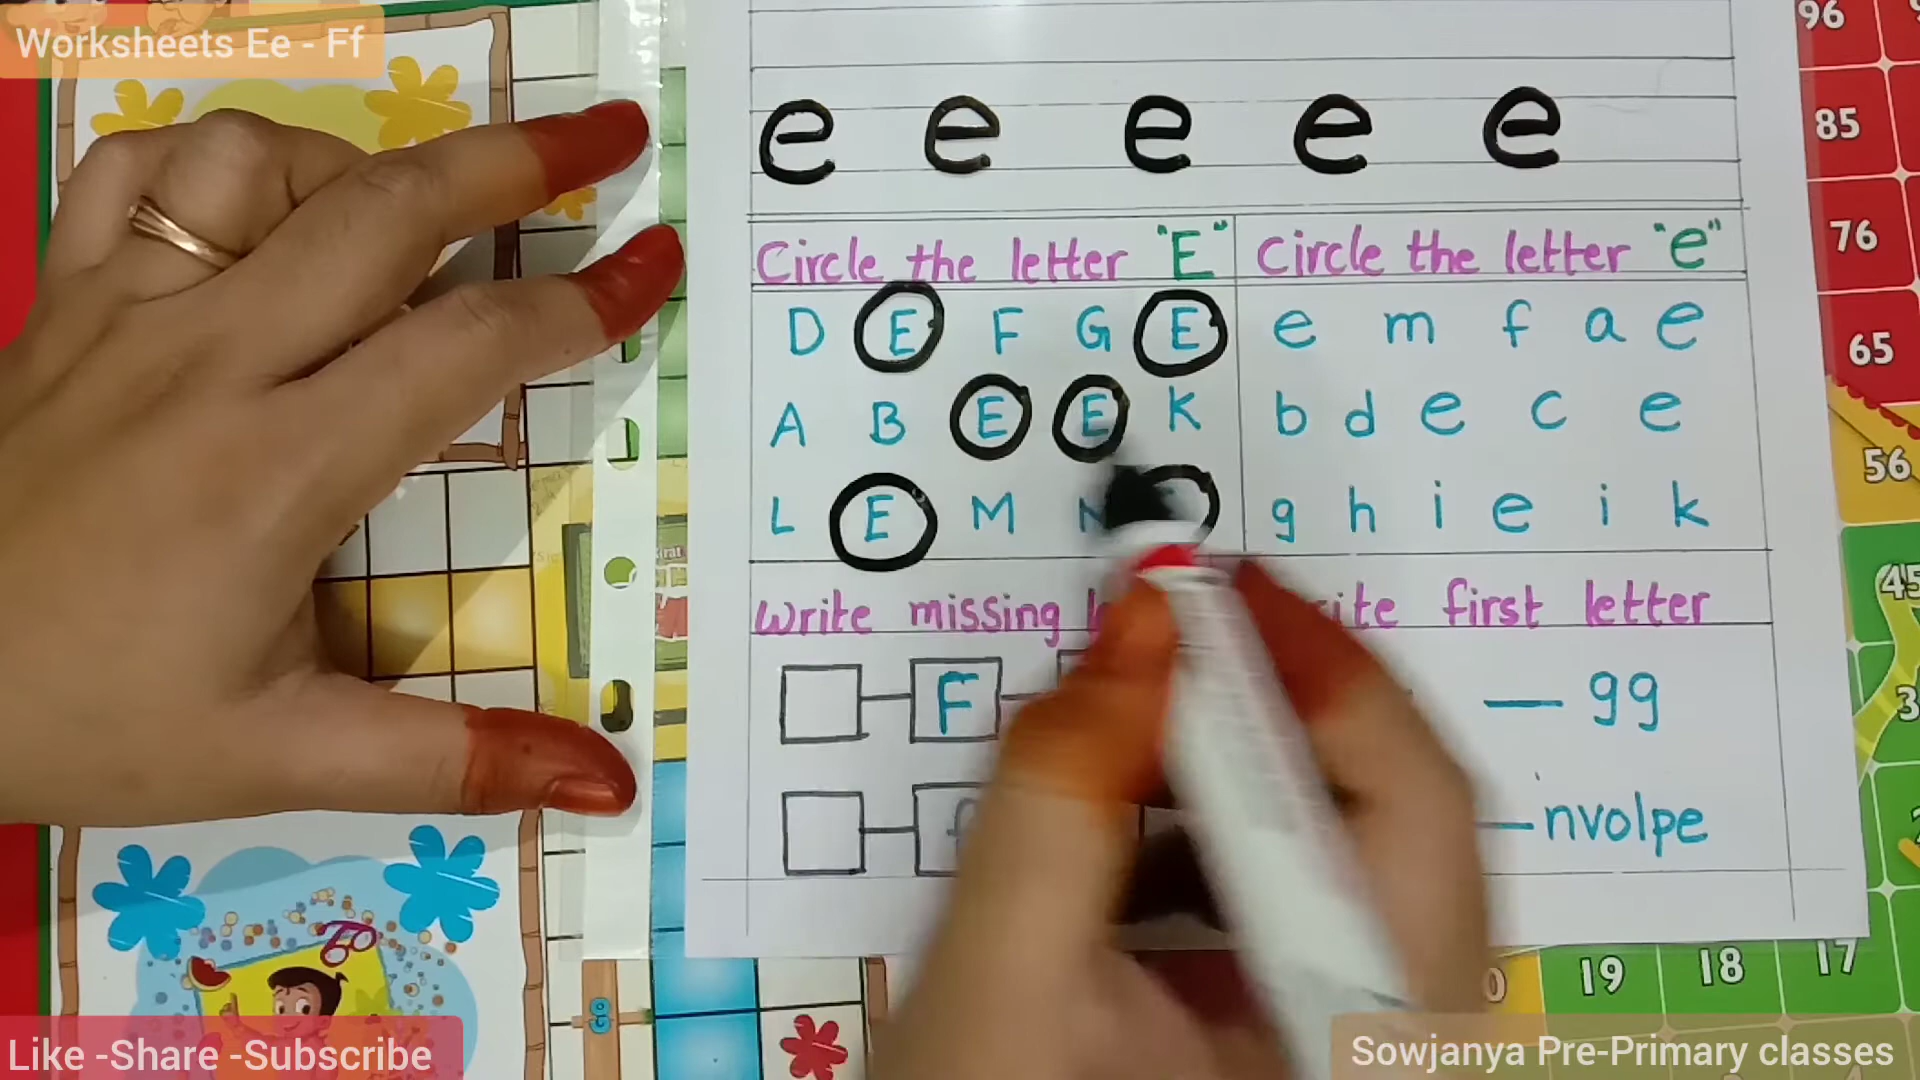 Worksheets Ee - Ff
e e e e e
Circle the letter "E"
Circle the letter "e"
D E F G E
A B E E K
L E M N
e m f a e
b d e c e
g h i e i k
Write missing
first letter
F
gg
nvolpe
96
85
76
65
56
45
19 18 17
Like -Share -Subscribe
Sowjanya Pre-Primary classes